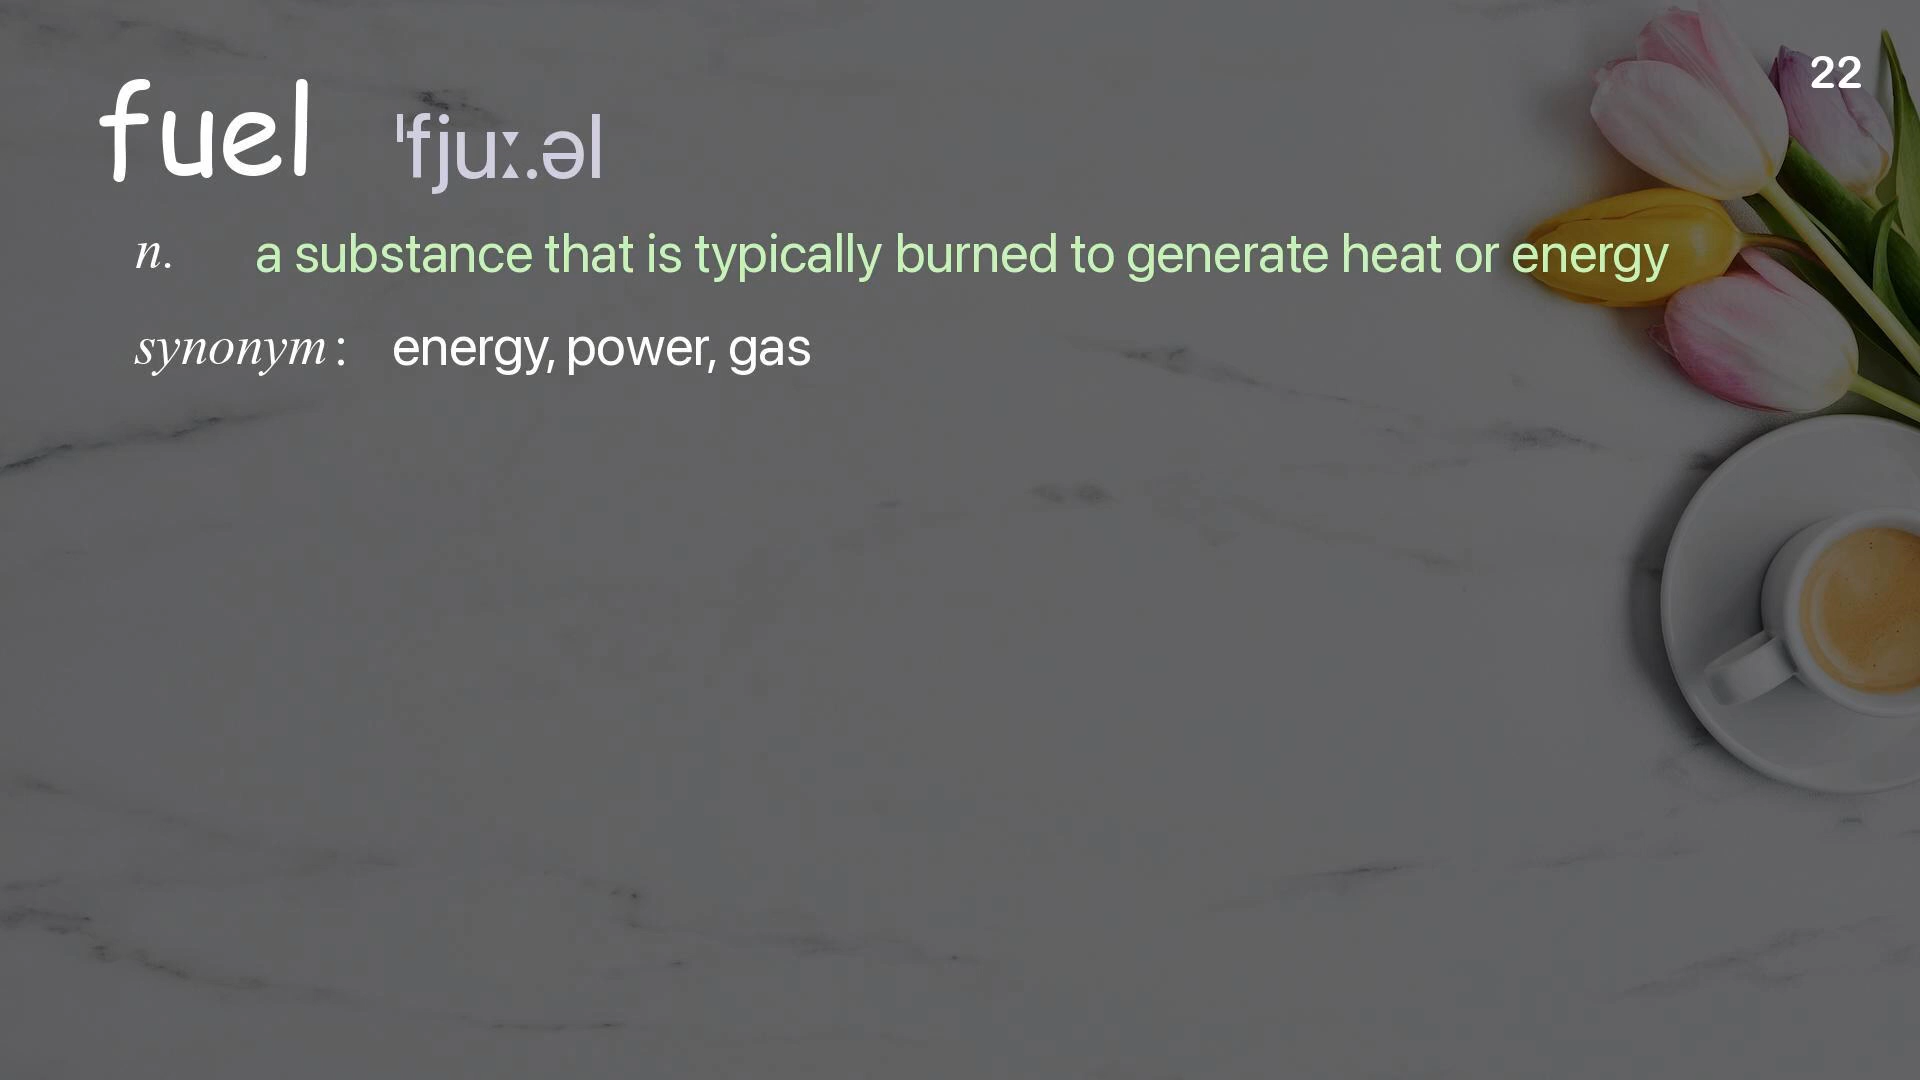 22
fuel ˈfjuː.əl
n. a substance that is typically burned to generate heat or energy
synonym: energy, power, gas